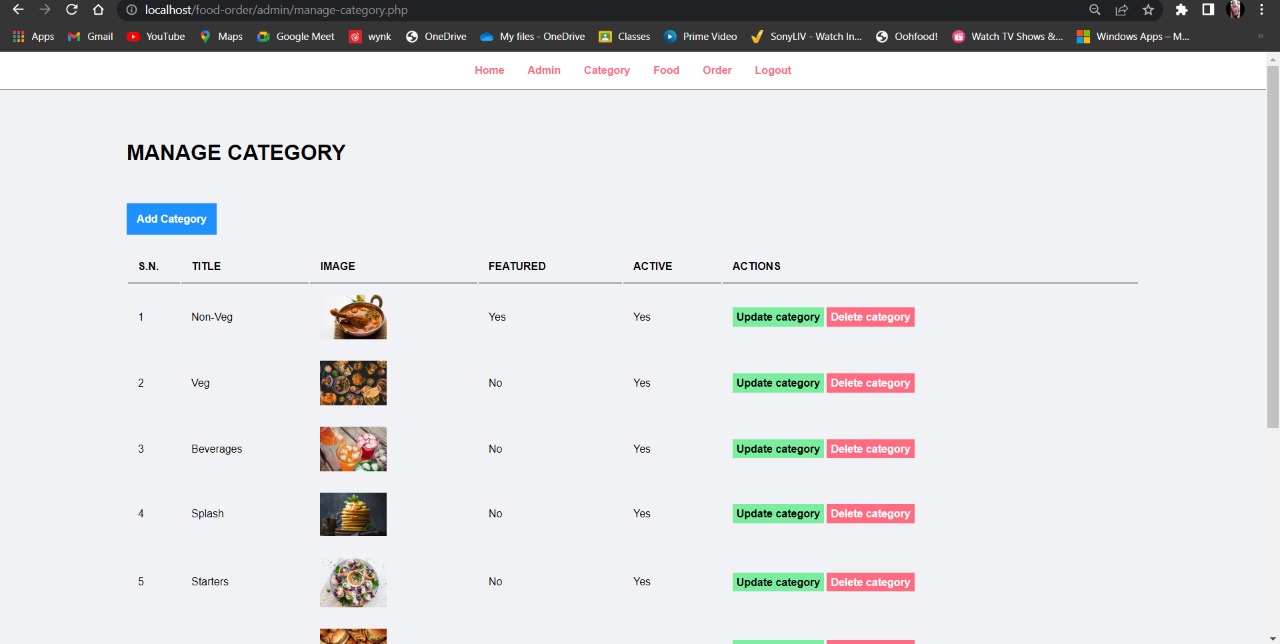 localhost/food-order/admin/manage-category.php
Apps Gmail YouTube Maps Google Meet wynk OneDrive My files - OneDrive Classes Prime Video SonyLIV - Watch In... Oohfood! Watch TV Shows &... Windows Apps – M... »
Home Admin Category Food Order Logout
MANAGE CATEGORY
Add Category
S.N. TITLE IMAGE FEATURED ACTIVE ACTIONS
1 Non-Veg Yes Yes Update category Delete category
2 Veg No Yes Update category Delete category
3 Beverages No Yes Update category Delete category
4 Splash No Yes Update category Delete category
5 Starters No Yes Update category Delete category